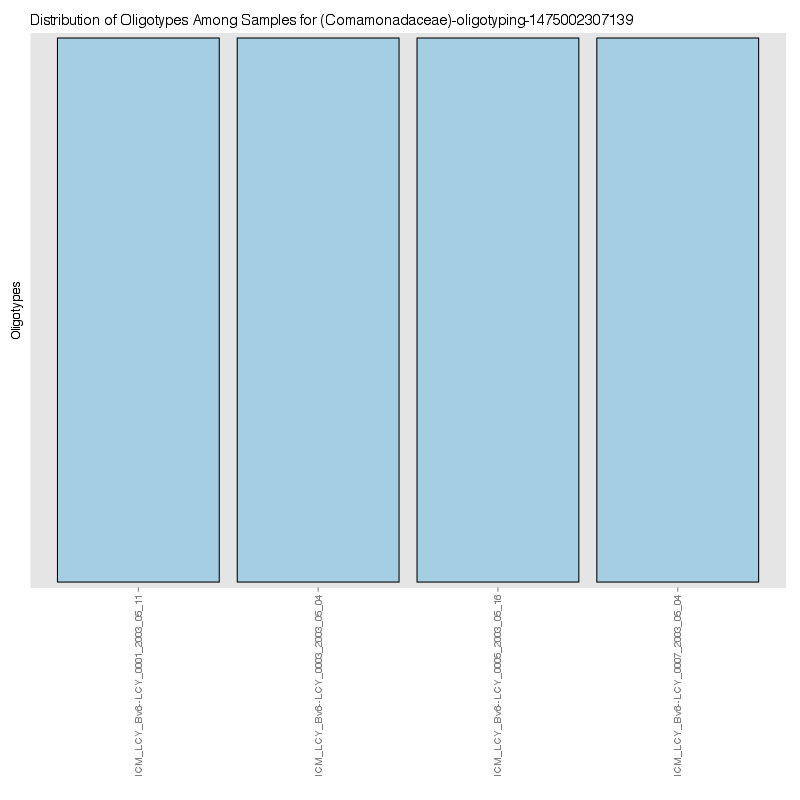 Distribution of Oligotypes Among Samples for (Comamonadaceae)-oligotyping-1475002307139
Oligotypes
ICM_LCY_Bv6--LCY_0001_2003_05_11
ICM_LCY_Bv6--LCY_0003_2003_05_04
ICM_LCY_Bv6--LCY_0005_2003_05_16
ICM_LCY_Bv6--LCY_0007_2003_05_04